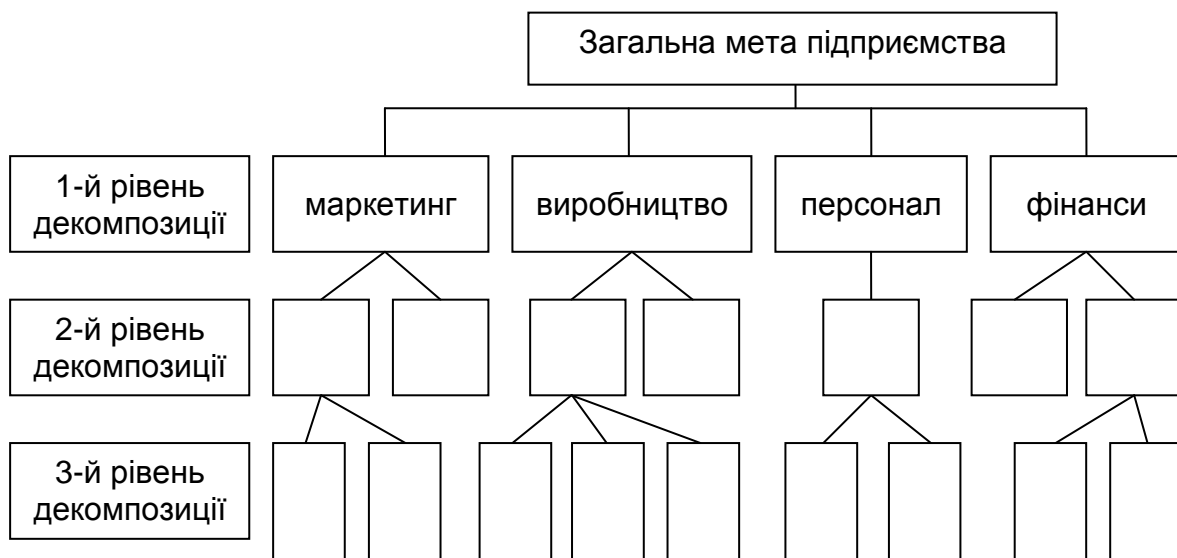 Загальна мета підприємства
1-й рівень
декомпозиції
маркетинг
виробництво
персонал
фінанси
2-й рівень
декомпозиції
3-й рівень
декомпозиції